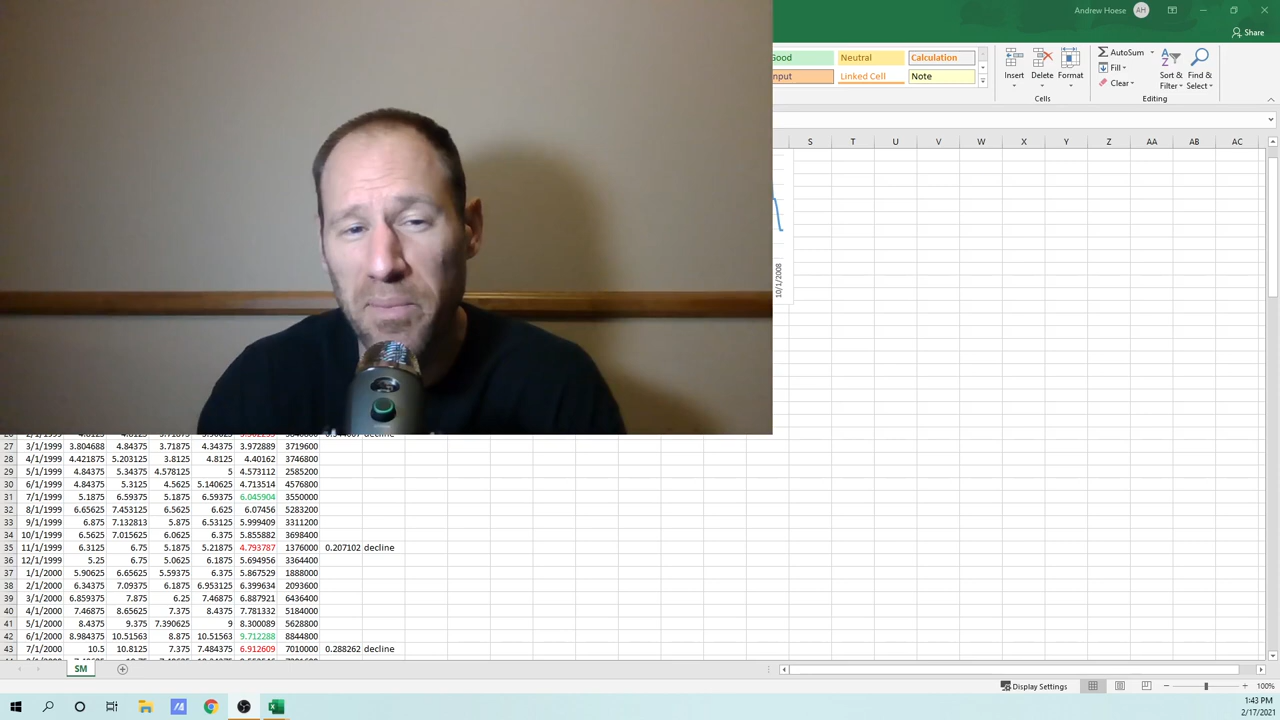 Andrew Hoese AH
Share
Good Neutral Calculation
Input Linked Cell Note
Insert Delete Format
AutoSum
Fill
Clear
Sort & Filter
Find & Select
Cells Editing
S T U V W X Y Z AA AB AC
10/1/2008
27 3/1/1999 3.804688 4.84375 3.71875 4.34375 3.972889 3719600
28 4/1/1999 4.421875 5.203125 3.8125 4.8125 4.40162 3746800
29 5/1/1999 4.84375 5.34375 4.578125 5 4.573112 2585200
30 6/1/1999 4.84375 5.3125 4.5625 5.140625 4.713514 4576800
31 7/1/1999 5.1875 6.59375 5.1875 6.59375 6.045904 3550000
32 8/1/1999 6.65625 7.453125 5.625 6.625 6.07456 5283200
33 9/1/1999 6.875 7.132813 5.875 6.53125 5.999409 3311200
34 10/1/1999 6.5625 7.015625 6.0625 6.375 5.855882 3698400
35 11/1/1999 6.3125 6.75 5.1875 5.21875 4.793787 1376000 0.207102 decline
36 12/1/1999 5.25 6.75 5.0625 6.1875 5.694956 3364400
37 1/1/2000 5.90625 6.65625 5.59375 6.375 5.867529 1888000
38 2/1/2000 6.34375 7.09375 6.1875 6.953125 6.399634 2093600
39 3/1/2000 6.859375 7.875 6.25 7.46875 6.887921 6436400
40 4/1/2000 7.46875 8.65625 7.375 8.4375 7.781332 5184000
41 5/1/2000 8.4375 9.375 7.390625 9 8.300089 5628800
42 6/1/2000 8.984375 10.51563 8.875 10.51563 9.712288 8844800
43 7/1/2000 10.5 10.8125 7.375 7.484375 6.912609 7010000 0.288262 decline
SM
Display Settings 100%
1:43 PM
2/17/2021